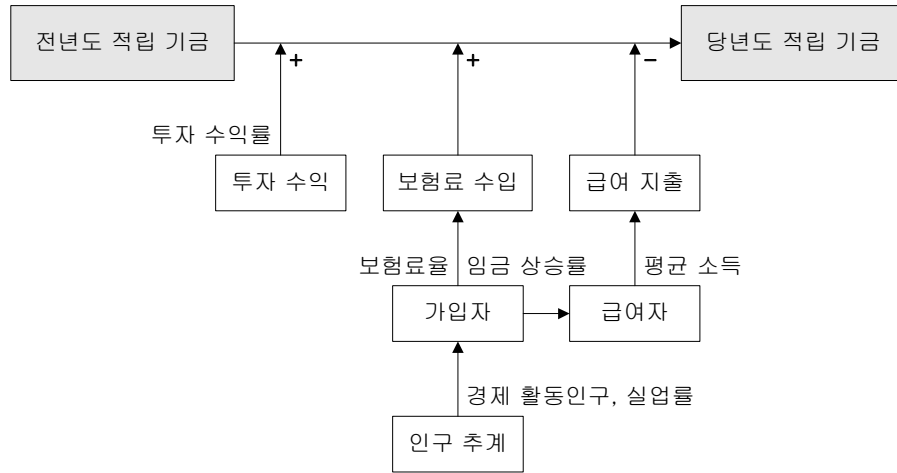 전년도 적립 기금
당년도 적립 기금
+
+
-
투자 수익률
투자 수익
보험료 수입
급여 지출
보험료율
임금 상승률
평균 소득
가입자
급여자
경제 활동인구, 실업률
인구 추계